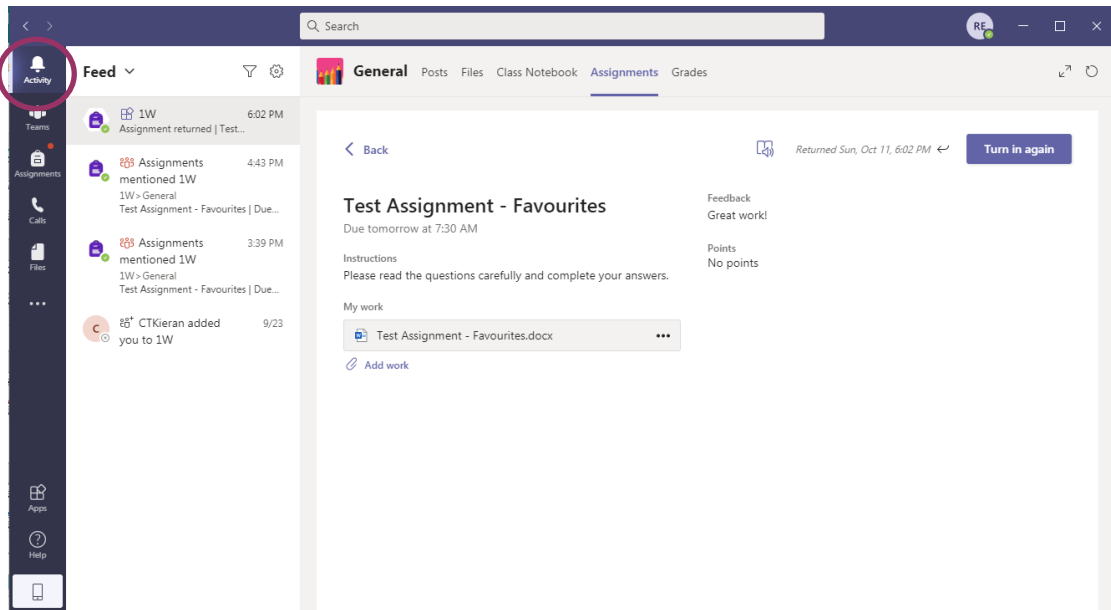 Search
RE
Activity
Teams
Assignments
Calls
Files
Apps
Help
Feed
1W 6:02 PM
Assignment returned | Test...
Assignments 4:43 PM
mentioned 1W
1W > General
Test Assignment - Favourites | Due...
Assignments 3:39 PM
mentioned 1W
1W > General
Test Assignment - Favourites | Due...
C
CTKieran added 9/23
you to 1W
General Posts Files Class Notebook Assignments Grades
Back
Returned Sun, Oct 11, 6:02 PM
Turn in again
Test Assignment - Favourites
Due tomorrow at 7:30 AM
Instructions
Please read the questions carefully and complete your answers.
My work
Test Assignment - Favourites.docx
Add work
Feedback
Great work!
Points
No points